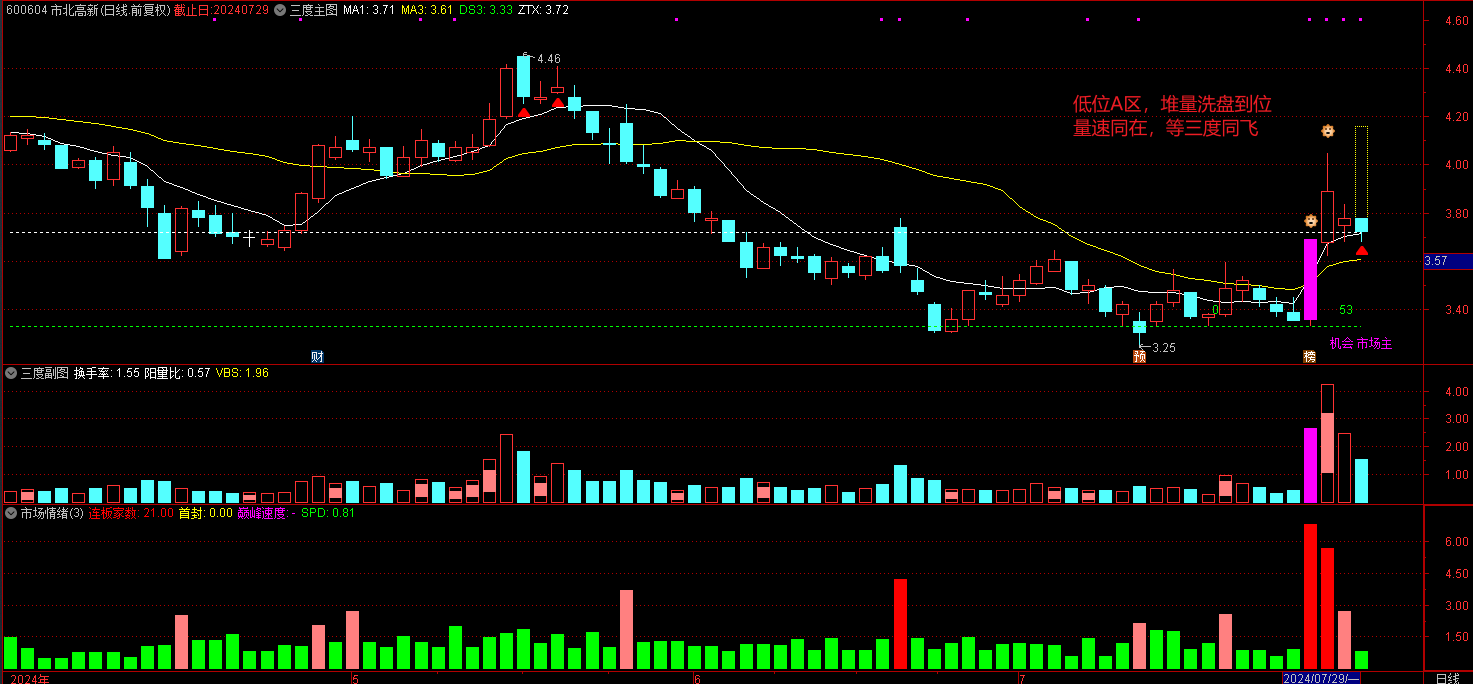 600604 市北高新(日线.前复权) 截止日:20240729 三度主图 MA1: 3.71 MA3: 3.61 DS3: 3.33 ZTX: 3.72
4.60
4.46
4.40
低位A区，堆量洗盘到位
4.20
量速同在，等三度同飞
4.00
3.80
3.57
0
53
3.40
机会 市场主
3.25
财
预
榜
三度副图 换手率: 1.55 阳量比: 0.57 VBS: 1.96
4.00
3.00
2.00
1.00
市场情绪(3) 连板家数: 21.00 首封: 0.00 巅峰速度: - SPD: 0.81
6.00
4.50
3.00
1.50
2024年 5 6 7 2024/07/29/一 日线